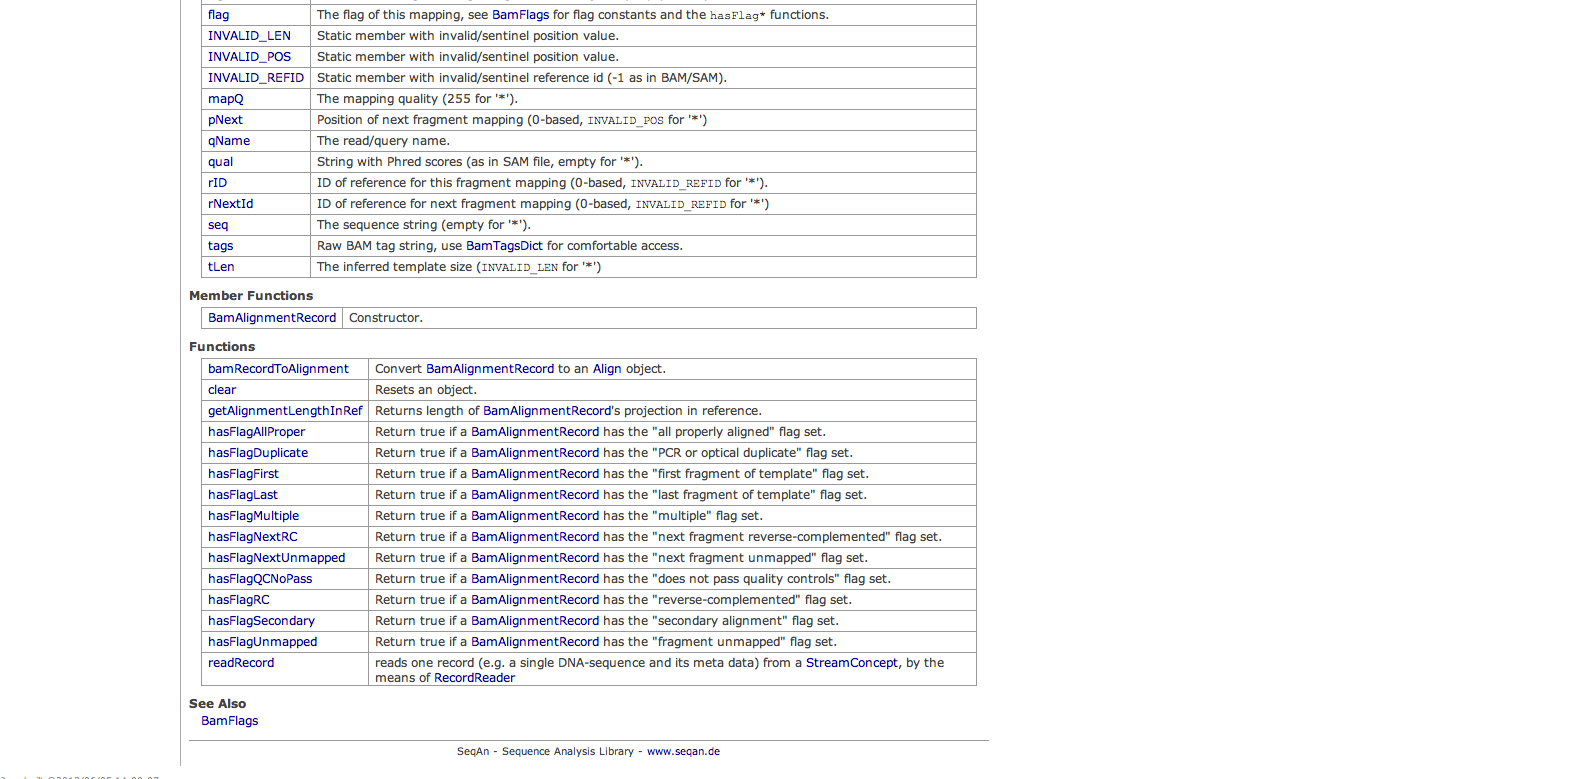 flag The flag of this mapping, see BamFlags for flag constants and the hasFlag* functions.
INVALID_LEN Static member with invalid/sentinel position value.
INVALID_POS Static member with invalid/sentinel position value.
INVALID_REFID Static member with invalid/sentinel reference id (-1 as in BAM/SAM).
mapQ The mapping quality (255 for '*').
pNext Position of next fragment mapping (0-based, INVALID_POS for '*')
qName The read/query name.
qual String with Phred scores (as in SAM file, empty for '*').
rID ID of reference for this fragment mapping (0-based, INVALID_REFID for '*').
rNextId ID of reference for next fragment mapping (0-based, INVALID_REFID for '*')
seq The sequence string (empty for '*').
tags Raw BAM tag string, use BamTagsDict for comfortable access.
tLen The inferred template size (INVALID_LEN for '*')
Member Functions
BamAlignmentRecord Constructor.
Functions
bamRecordToAlignment Convert BamAlignmentRecord to an Align object.
clear Resets an object.
getAlignmentLengthInRef Returns length of BamAlignmentRecord's projection in reference.
hasFlagAllProper Return true if a BamAlignmentRecord has the "all properly aligned" flag set.
hasFlagDuplicate Return true if a BamAlignmentRecord has the "PCR or optical duplicate" flag set.
hasFlagFirst Return true if a BamAlignmentRecord has the "first fragment of template" flag set.
hasFlagLast Return true if a BamAlignmentRecord has the "last fragment of template" flag set.
hasFlagMultiple Return true if a BamAlignmentRecord has the "multiple" flag set.
hasFlagNextRC Return true if a BamAlignmentRecord has the "next fragment reverse-complemented" flag set.
hasFlagNextUnmapped Return true if a BamAlignmentRecord has the "next fragment unmapped" flag set.
hasFlagQCNoPass Return true if a BamAlignmentRecord has the "does not pass quality controls" flag set.
hasFlagRC Return true if a BamAlignmentRecord has the "reverse-complemented" flag set.
hasFlagSecondary Return true if a BamAlignmentRecord has the "secondary alignment" flag set.
hasFlagUnmapped Return true if a BamAlignmentRecord has the "fragment unmapped" flag set.
readRecord reads one record (e.g. a single DNA-sequence and its meta data) from a StreamConcept, by the
means of RecordReader
See Also
BamFlags
SeqAn - Sequence Analysis Library - www.seqan.de